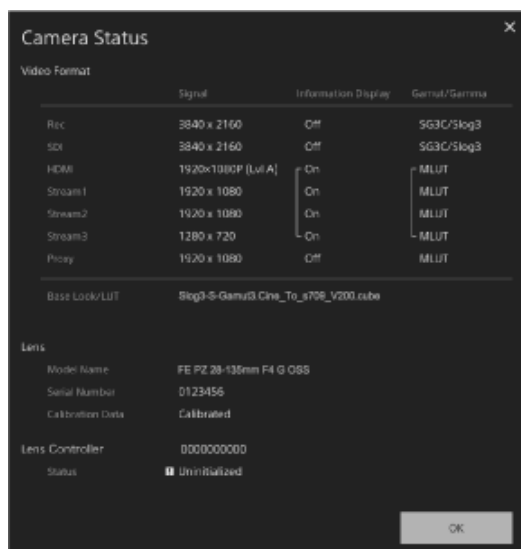 Camera Status
Video Format
Signal Information Display Gamut/Gamma
Rec 3840 x 2160 Off SG3C/Slog3
SDI 3840 x 2160 Off SG3C/Slog3
HDMI 1920×1080P (Lvl A) On MLUT
Stream1 1920 x 1080 On MLUT
Stream2 1920 x 1080 On MLUT
Stream3 1280 x 720 On MLUT
Proxy 1920 x 1080 Off MLUT
Base Look/LUT Slog3-S-Gamut3.Cine_To_s709_V200.cube
Lens
Model Name FE PZ 28-135mm F4 G OSS
Serial Number 0123456
Calibration Data Calibrated
Lens Controller 0000000000
Status Uninitialized
OK